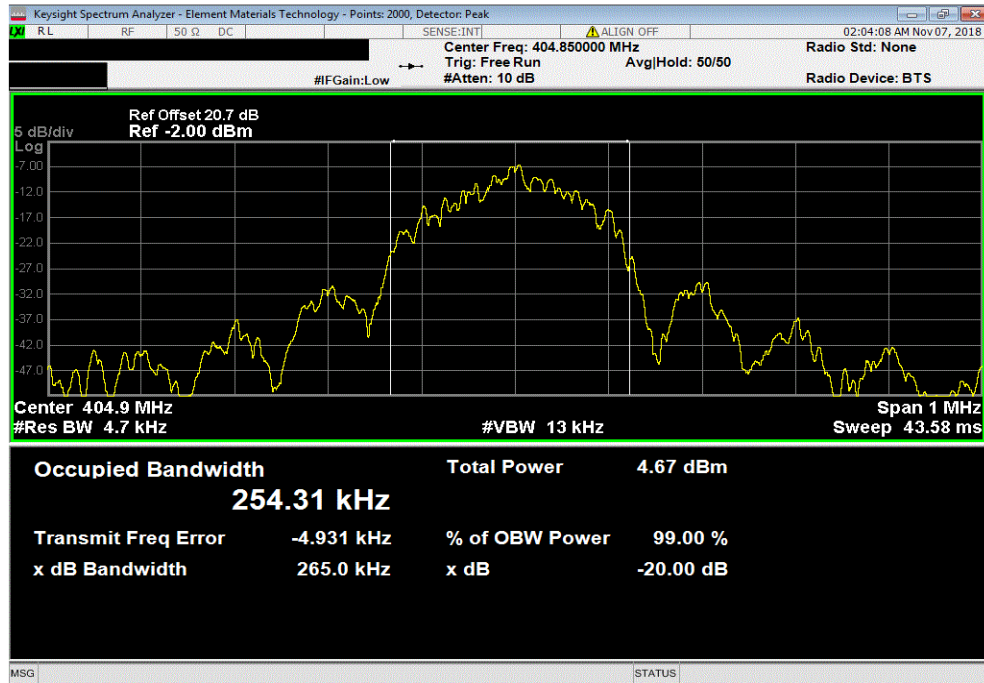 Keysight Spectrum Analyzer - Element Materials Technology - Points: 2000, Detector: Peak
LXI RL RF 50 Ω DC SENSE:INT ALIGN OFF 02:04:08 AM Nov 07, 2018
Center Freq: 404.850000 MHz Radio Std: None
Trig: Free Run Avg|Hold: 50/50
#IFGain:Low #Atten: 10 dB Radio Device: BTS
Ref Offset 20.7 dB
5 dB/div Ref -2.00 dBm
Log
-7.00
-12.0
-17.0
-22.0
-27.0
-32.0
-37.0
-42.0
-47.0
Center 404.9 MHz Span 1 MHz
#Res BW 4.7 kHz #VBW 13 kHz Sweep 43.58 ms
Occupied Bandwidth Total Power 4.67 dBm
254.31 kHz
Transmit Freq Error -4.931 kHz % of OBW Power 99.00 %
x dB Bandwidth 265.0 kHz x dB -20.00 dB
MSG STATUS